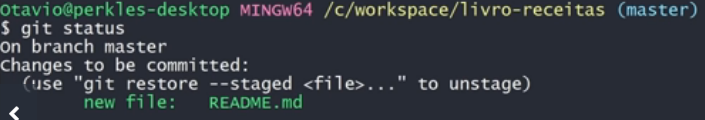 Otavio@perkles-desktop MINGW64 /c/workspace/livro-receitas (master)
$ git status
On branch master
Changes to be committed:
  (use "git restore --staged <file>..." to unstage)
        new file:   README.md